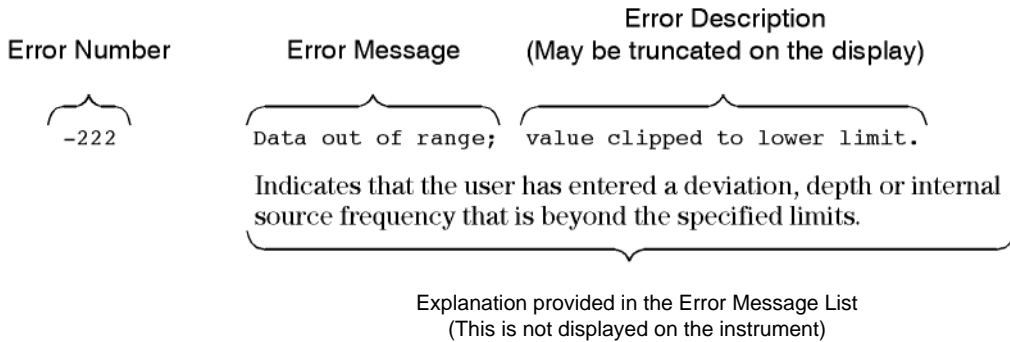 Error Description
Error Number Error Message (May be truncated on the display)
-222 Data out of range; value clipped to lower limit.
Indicates that the user has entered a deviation, depth or internal
source frequency that is beyond the specified limits.
Explanation provided in the Error Message List
(This is not displayed on the instrument)